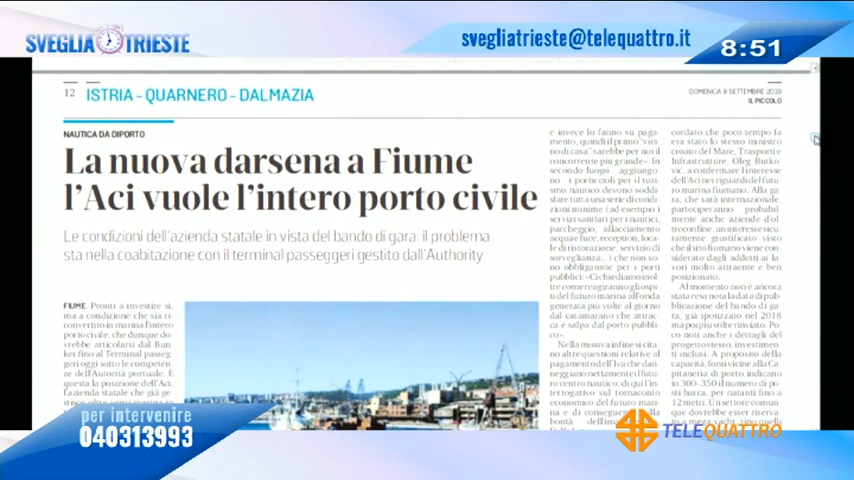 SVEGLIA TRIESTE
svegliatrieste@telequattro.it
8:51
12 ISTRIA - QUARNERO - DALMAZIA
DOMENICA 8 SETTEMBRE 2019
IL PICCOLO
NAUTICA DA DIPORTO
La nuova darsena a Fiume
l'Aci vuole l'intero porto civile
Le condizioni dell'azienda statale in vista del bando di gara: il problema
sta nella coabitazione con il terminal passeggeri gestito dall'Authority
FIUME. Pronti a investire sì,
ma a condizione che sia ri
convertito in marina l'intero
porto civile, che dunque do
vrebbe articolarsi dal Bun
ker fino al Terminal passeg
geri oggi sotto le competen
ze dell'Autorità portuale. È
questa la posizione dell'Aci,
l'azienda statale che già ge
e invece lo fanno su paga
mento, quindi il primo "vici
no di casa" sarebbe per noi il
concorrente più grande». In
secondo luogo - aggiungo
no - i porticcoli per il tu
rismo nautico devono soddi
sfare tutta una serie di condi
zioni minime (ad esempio i
servizi sanitari per i nautici,
parcheggio, allacciamento
acqua e luce, reception, loca
le di ristorazione, servizio di
sorveglianza...) che non so
no obbligatorie per i porti
pubblici: «Ci chiediamo inol
tre come reagiranno gli ospi
ti del futuro marina all'onda
generata più volte al giorno
dal catamarano che attrac
ca e salpa dal porto pubbli
co».
Nella missiva infine si ci
tano altre questioni relative al
pagamento dell'Iva che dan
neggiano nettamente il futu
ro centro nautico: di qui l'in
terrogativo sul tornaconto
economico del futuro mari
na e di conseguenza sulla
bontà dell'inves
cordato che poco tempo fa
era stato lo stesso ministro
croato del Mare, Trasporti e
Infrastrutture, Oleg Butko
vić, a confermare l'interesse
dell'Aci nei riguardi del futu
ro marina fiumano. Alla ga
ra, che sarà internazionale,
parteciperanno probabil
mente anche aziende d'ol
treconfine, un interesse sicu
ramente giustificato visto
che il sito fiumano viene con
siderato dagli addetti ai la
vori molto attraente e ben
posizionato.
Al momento non è ancora
stata resa nota la data di pub
blicazione del bando di ga
ra, già ipotizzato nel 2018
ma poi più volte rinviato. Po
co noti anche i dettagli del
progetto stesso, investimen
ti inclusi. A proposito della
capacità, fonti vicine alla Ca
pitaneria di porto indicano
in 300-350 il numero di po
sti barca, per natanti fino a
12 metri. Un settore comun
que dovrebbe essere riserva
to a mega yacht, tipo quelli
per intervenire
040313993
TELEQUATTRO